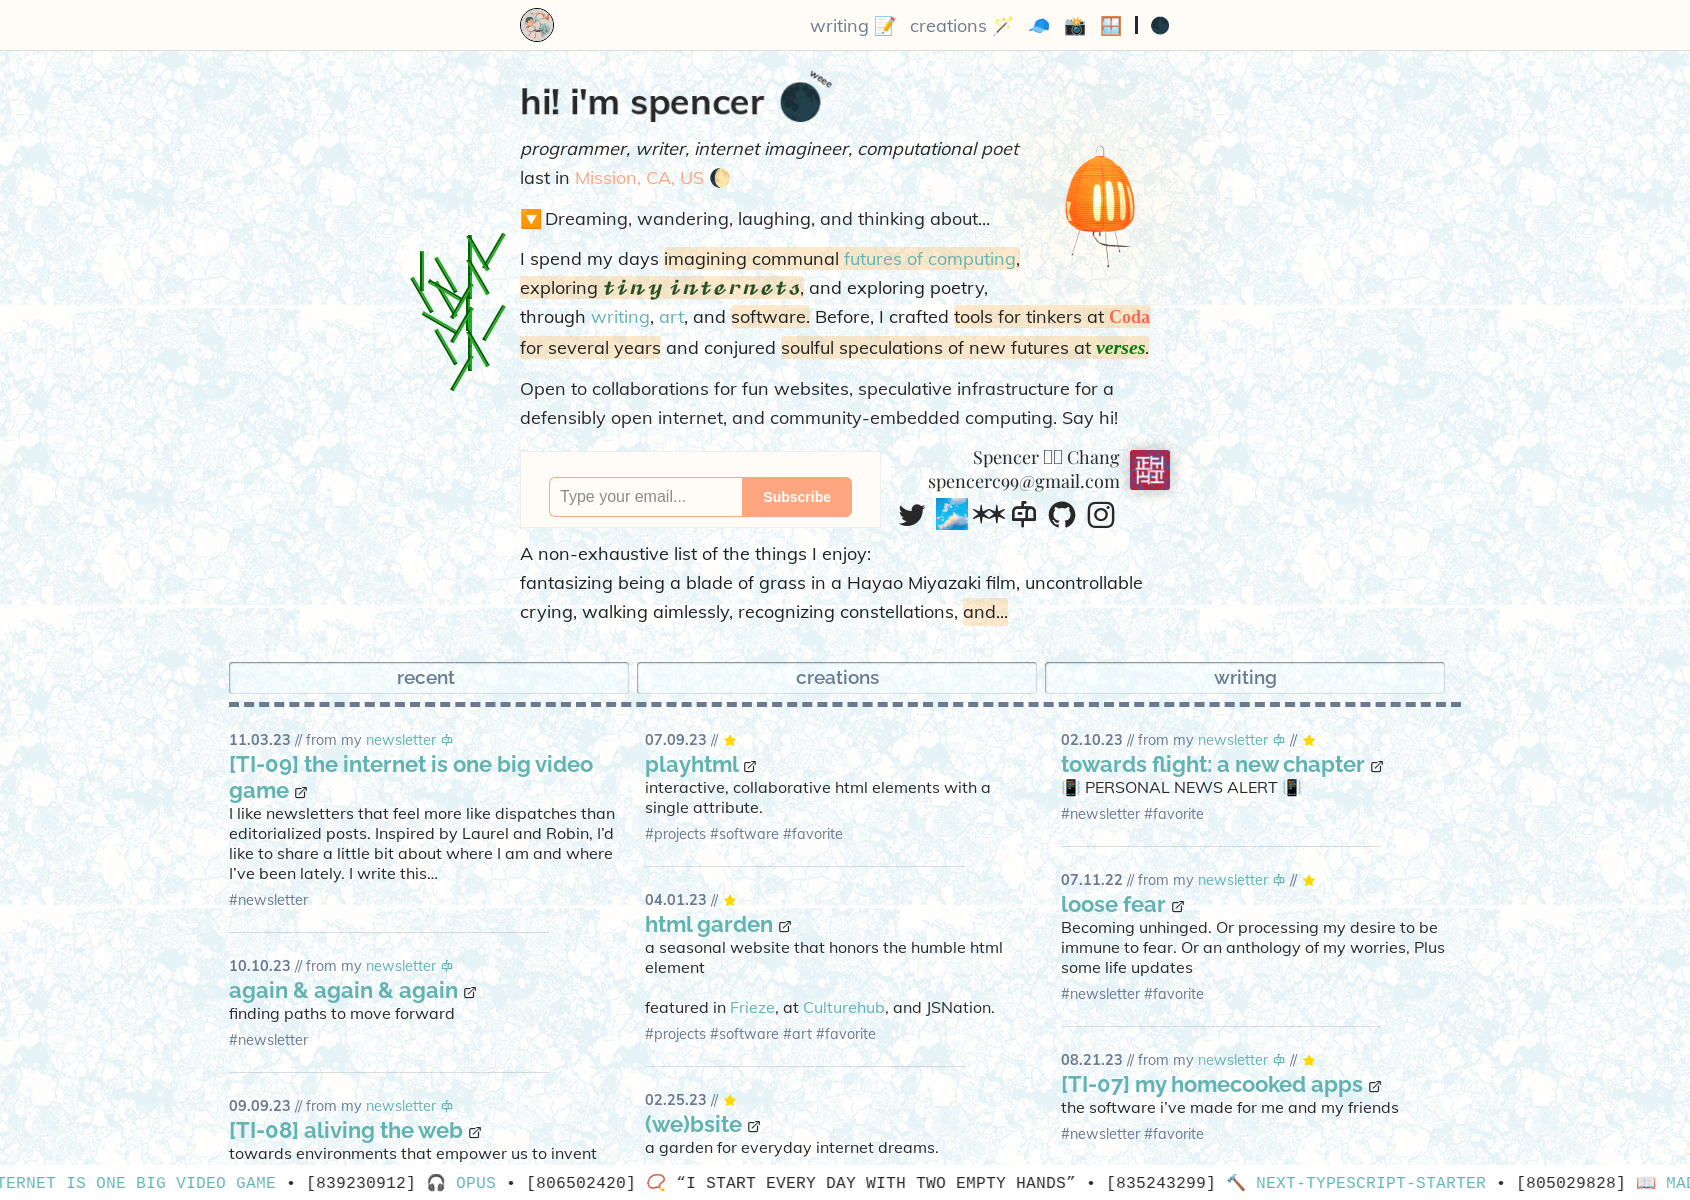 writing 📝 creations 🪄 🧢 📸 🪟 | 🌑
hi! i'm spencer
weee
programmer, writer, internet imagineer, computational poet
last in Mission, CA, US 🌔
🔽 Dreaming, wandering, laughing, and thinking about...
I spend my days imagining communal futures of computing,
exploring tiny internets, and exploring poetry,
through writing, art, and software. Before, I crafted tools for tinkers at Coda
for several years and conjured soulful speculations of new futures at verses.
Open to collaborations for fun websites, speculative infrastructure for a
defensibly open internet, and community-embedded computing. Say hi!
Type your email...
Subscribe
Spencer Chang
spencerc99@gmail.com
A non-exhaustive list of the things I enjoy:
fantasizing being a blade of grass in a Hayao Miyazaki film, uncontrollable
crying, walking aimlessly, recognizing constellations, and...
recent
creations
writing
11.03.23 // from my newsletter
[TI-09] the internet is one big video
game
I like newsletters that feel more like dispatches than
editorialized posts. Inspired by Laurel and Robin, I'd
like to share a little bit about where I am and where
I've been lately. I write this...
#newsletter
10.10.23 // from my newsletter
again & again & again
finding paths to move forward
#newsletter
09.09.23 // from my newsletter
[TI-08] aliving the web
towards environments that empower us to invent
07.09.23 // ⭐
playhtml
interactive, collaborative html elements with a
single attribute.
#projects #software #favorite
04.01.23 // ⭐
html garden
a seasonal website that honors the humble html
element
featured in Frieze, at Culturehub, and JSNation.
#projects #software #art #favorite
02.25.23 // ⭐
(we)bsite
a garden for everyday internet dreams.
02.10.23 // from my newsletter // ⭐
towards flight: a new chapter
📳 PERSONAL NEWS ALERT 📳
#newsletter #favorite
07.11.22 // from my newsletter // ⭐
loose fear
Becoming unhinged. Or processing my desire to be
immune to fear. Or an anthology of my worries, Plus
some life updates
#newsletter #favorite
08.21.23 // from my newsletter // ⭐
[TI-07] my homecooked apps
the software i've made for me and my friends
#newsletter #favorite
TERNET IS ONE BIG VIDEO GAME • [839230912] 🎧 OPUS • [806502420] 📿 “I START EVERY DAY WITH TWO EMPTY HANDS” • [835243299] 🔨 NEXT-TYPESCRIPT-STARTER • [805029828] 📖 MAD